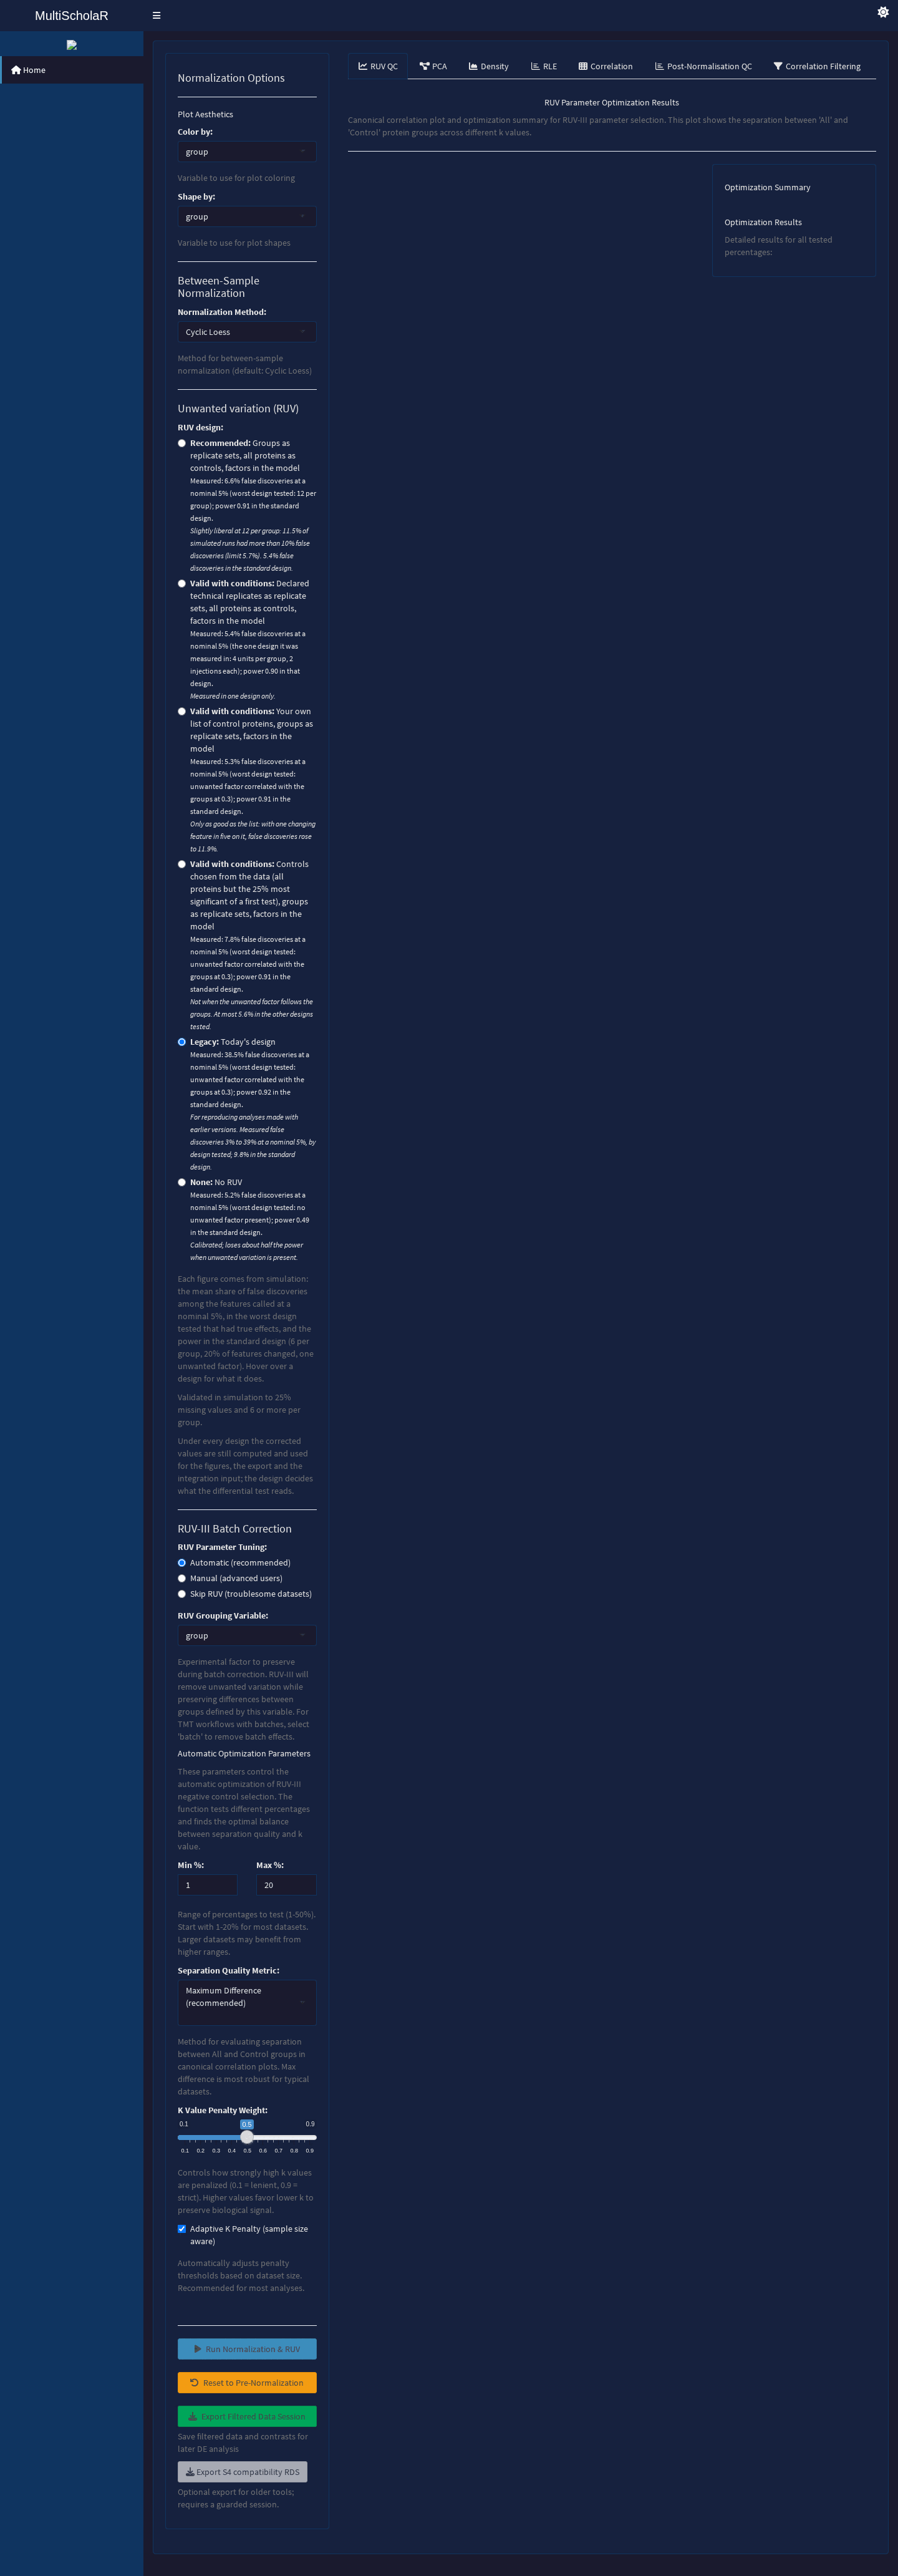 MultiScholaR
Home
Normalization Options
Plot Aesthetics
Color by:
group
Variable to use for plot coloring
Shape by:
group
Variable to use for plot shapes
Between-Sample
Normalization
Normalization Method:
Cyclic Loess
Method for between-sample
normalization (default: Cyclic Loess)
Unwanted variation (RUV)
RUV design:
Recommended: Groups as
replicate sets, all proteins as
controls, factors in the model
Measured: 6.6% false discoveries at a
nominal 5% (worst design tested: 12 per
group); power 0.91 in the standard
design.
Slightly liberal at 12 per group: 11.5% of
simulated runs had more than 10% false
discoveries (limit 5.7%). 5.4% false
discoveries in the standard design.
Valid with conditions: Declared
technical replicates as replicate
sets, all proteins as controls,
factors in the model
Measured: 5.4% false discoveries at a
nominal 5% (the one design it was
measured in: 4 units per group, 2
injections each); power 0.90 in that
design.
Measured in one design only.
Valid with conditions: Your own
list of control proteins, groups as
replicate sets, factors in the
model
Measured: 5.3% false discoveries at a
nominal 5% (worst design tested:
unwanted factor correlated with the
groups at 0.3); power 0.91 in the
standard design.
Only as good as the list: with one changing
feature in five on it, false discoveries rose
to 11.9%.
Valid with conditions: Controls
chosen from the data (all
proteins but the 25% most
significant of a first test), groups
as replicate sets, factors in the
model
Measured: 7.8% false discoveries at a
nominal 5% (worst design tested:
unwanted factor correlated with the
groups at 0.3); power 0.91 in the
standard design.
Not when the unwanted factor follows the
groups. At most 5.6% in the other designs
tested.
Legacy: Today's design
Measured: 38.5% false discoveries at a
nominal 5% (worst design tested:
unwanted factor correlated with the
groups at 0.3); power 0.92 in the
standard design.
For reproducing analyses made with
earlier versions. Measured false
discoveries 3% to 39% at a nominal 5%, by
design tested, 9.8% in the standard
design.
None: No RUV
Measured: 5.2% false discoveries at a
nominal 5% (worst design tested: no
unwanted factor present); power 0.49
in the standard design.
Calibrated; loses about half the power
when unwanted variation is present.
Each figure comes from simulation:
the mean share of false discoveries
among the features called at a
nominal 5%, in the worst design
tested that had true effects, and the
power in the standard design (6 per
group, 20% of features changed, one
unwanted factor). Hover over a
design for what it does.
Validated in simulation to 25%
missing values and 6 or more per
group.
Under every design the corrected
values are still computed and used
for the figures, the export and the
integration input; the design decides
what the differential test reads.
RUV-III Batch Correction
RUV Parameter Tuning:
Automatic (recommended)
Manual (advanced users)
Skip RUV (troublesome datasets)
RUV Grouping Variable:
group
Experimental factor to preserve
during batch correction. RUV-III will
remove unwanted variation while
preserving differences between
groups defined by this variable. For
TMT workflows with batches, select
'batch' to remove batch effects.
Automatic Optimization Parameters
These parameters control the
automatic optimization of RUV-III
negative control selection. The
function tests different percentages
and finds the optimal balance
between separation quality and k
value.
Min %: Max %:
1 20
Range of percentages to test (1-50%).
Start with 1-20% for most datasets.
Larger datasets may benefit from
higher ranges.
Separation Quality Metric:
Maximum Difference
(recommended)
Method for evaluating separation
between All and Control groups in
canonical correlation plots. Max
difference is most robust for typical
datasets.
K Value Penalty Weight:
0.1 0.5 0.9
0.1 0.2 0.3 0.4 0.5 0.6 0.7 0.8 0.9
Controls how strongly high k values
are penalized (0.1 = lenient, 0.9 =
strict). Higher values favor lower k to
preserve biological signal.
Adaptive K Penalty (sample size
aware)
Automatically adjusts penalty
thresholds based on dataset size.
Recommended for most analyses.
Run Normalization & RUV
Reset to Pre-Normalization
Export Filtered Data Session
Save filtered data and contrasts for
later DE analysis
Export S4 compatibility RDS
Optional export for older tools;
requires a guarded session.
RUV QC PCA Density RLE Correlation Post-Normalisation QC Correlation Filtering
RUV Parameter Optimization Results
Canonical correlation plot and optimization summary for RUV-III parameter selection. This plot shows the separation between 'All' and
'Control' protein groups across different k values.
Optimization Summary
Optimization Results
Detailed results for all tested
percentages: